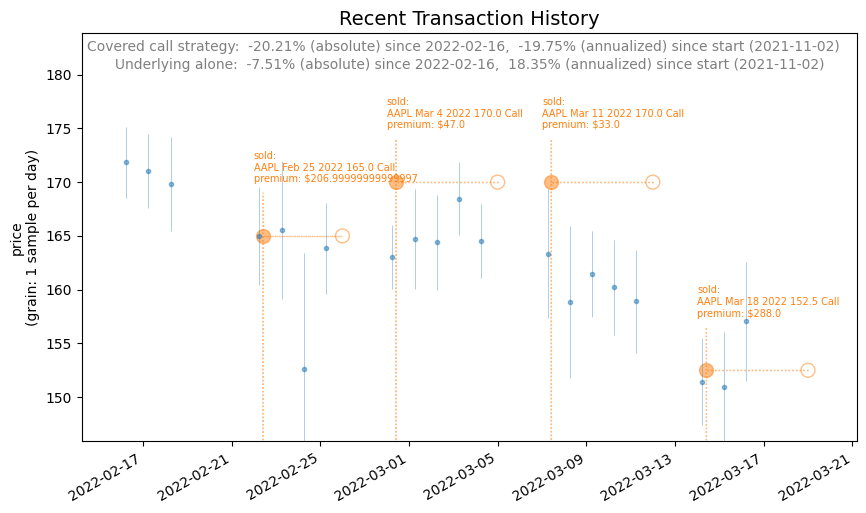 Recent Transaction History
Covered call strategy:  -20.21% (absolute) since 2022-02-16,  -19.75% (annualized) since start (2021-11-02)
Underlying alone:  -7.51% (absolute) since 2022-02-16,  18.35% (annualized) since start (2021-11-02)
sold:
AAPL Feb 25 2022 165.0 Call
premium: $206.99999999999997
sold:
AAPL Mar 4 2022 170.0 Call
premium: $47.0
sold:
AAPL Mar 11 2022 170.0 Call
premium: $33.0
sold:
AAPL Mar 18 2022 152.5 Call
premium: $288.0
price
(grain: 1 sample per day)
180
175
170
165
160
155
150
2022-02-17
2022-02-21
2022-02-25
2022-03-01
2022-03-05
2022-03-09
2022-03-13
2022-03-17
2022-03-21